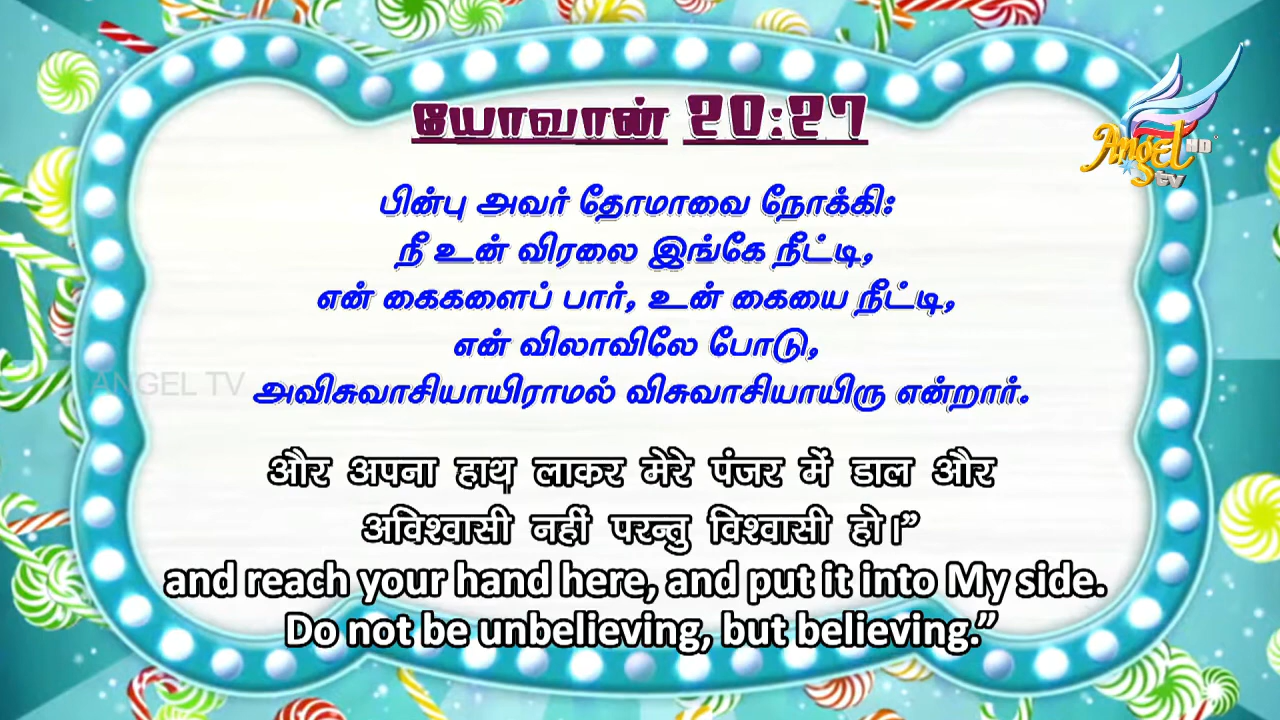 யோவான் 20:27
Angel HD
tv
பின்பு அவர் தோமாவை நோக்கி:
நீ உன் விரலை இங்கே நீட்டி,
என் கைகளைப் பார், உன் கையை நீட்டி,
என் விலாவிலே போடு,
ANGEL TV
அவிசுவாசியாயிராமல் விசுவாசியாயிரு என்றார்.
और अपना हाथ् लाकर मेरे पंजर में डाल और
अविश्वासी नहीं परन्तु विश्वासी हो।”
and reach your hand here, and put it into My side.
Do not be unbelieving, but believing.”